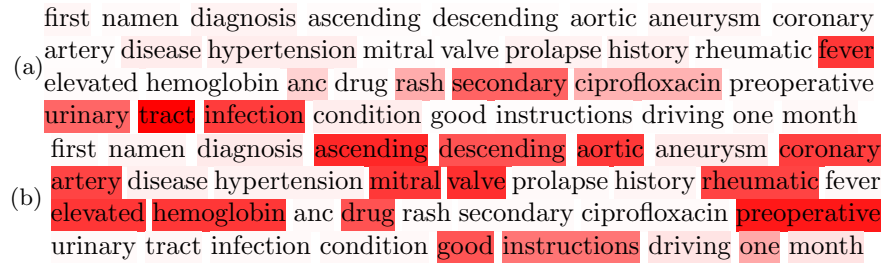 first namen diagnosis ascending descending aortic aneurysm coronary
artery disease hypertension mitral valve prolapse history rheumatic fever
(a)
elevated hemoglobin anc drug rash secondary ciprofloxacin preoperative
urinary tract infection condition good instructions driving one month
first namen diagnosis ascending descending aortic aneurysm coronary
(b) artery disease hypertension mitral valve prolapse history rheumatic fever
elevated hemoglobin anc drug rash secondary ciprofloxacin preoperative
urinary tract infection condition good instructions driving one month